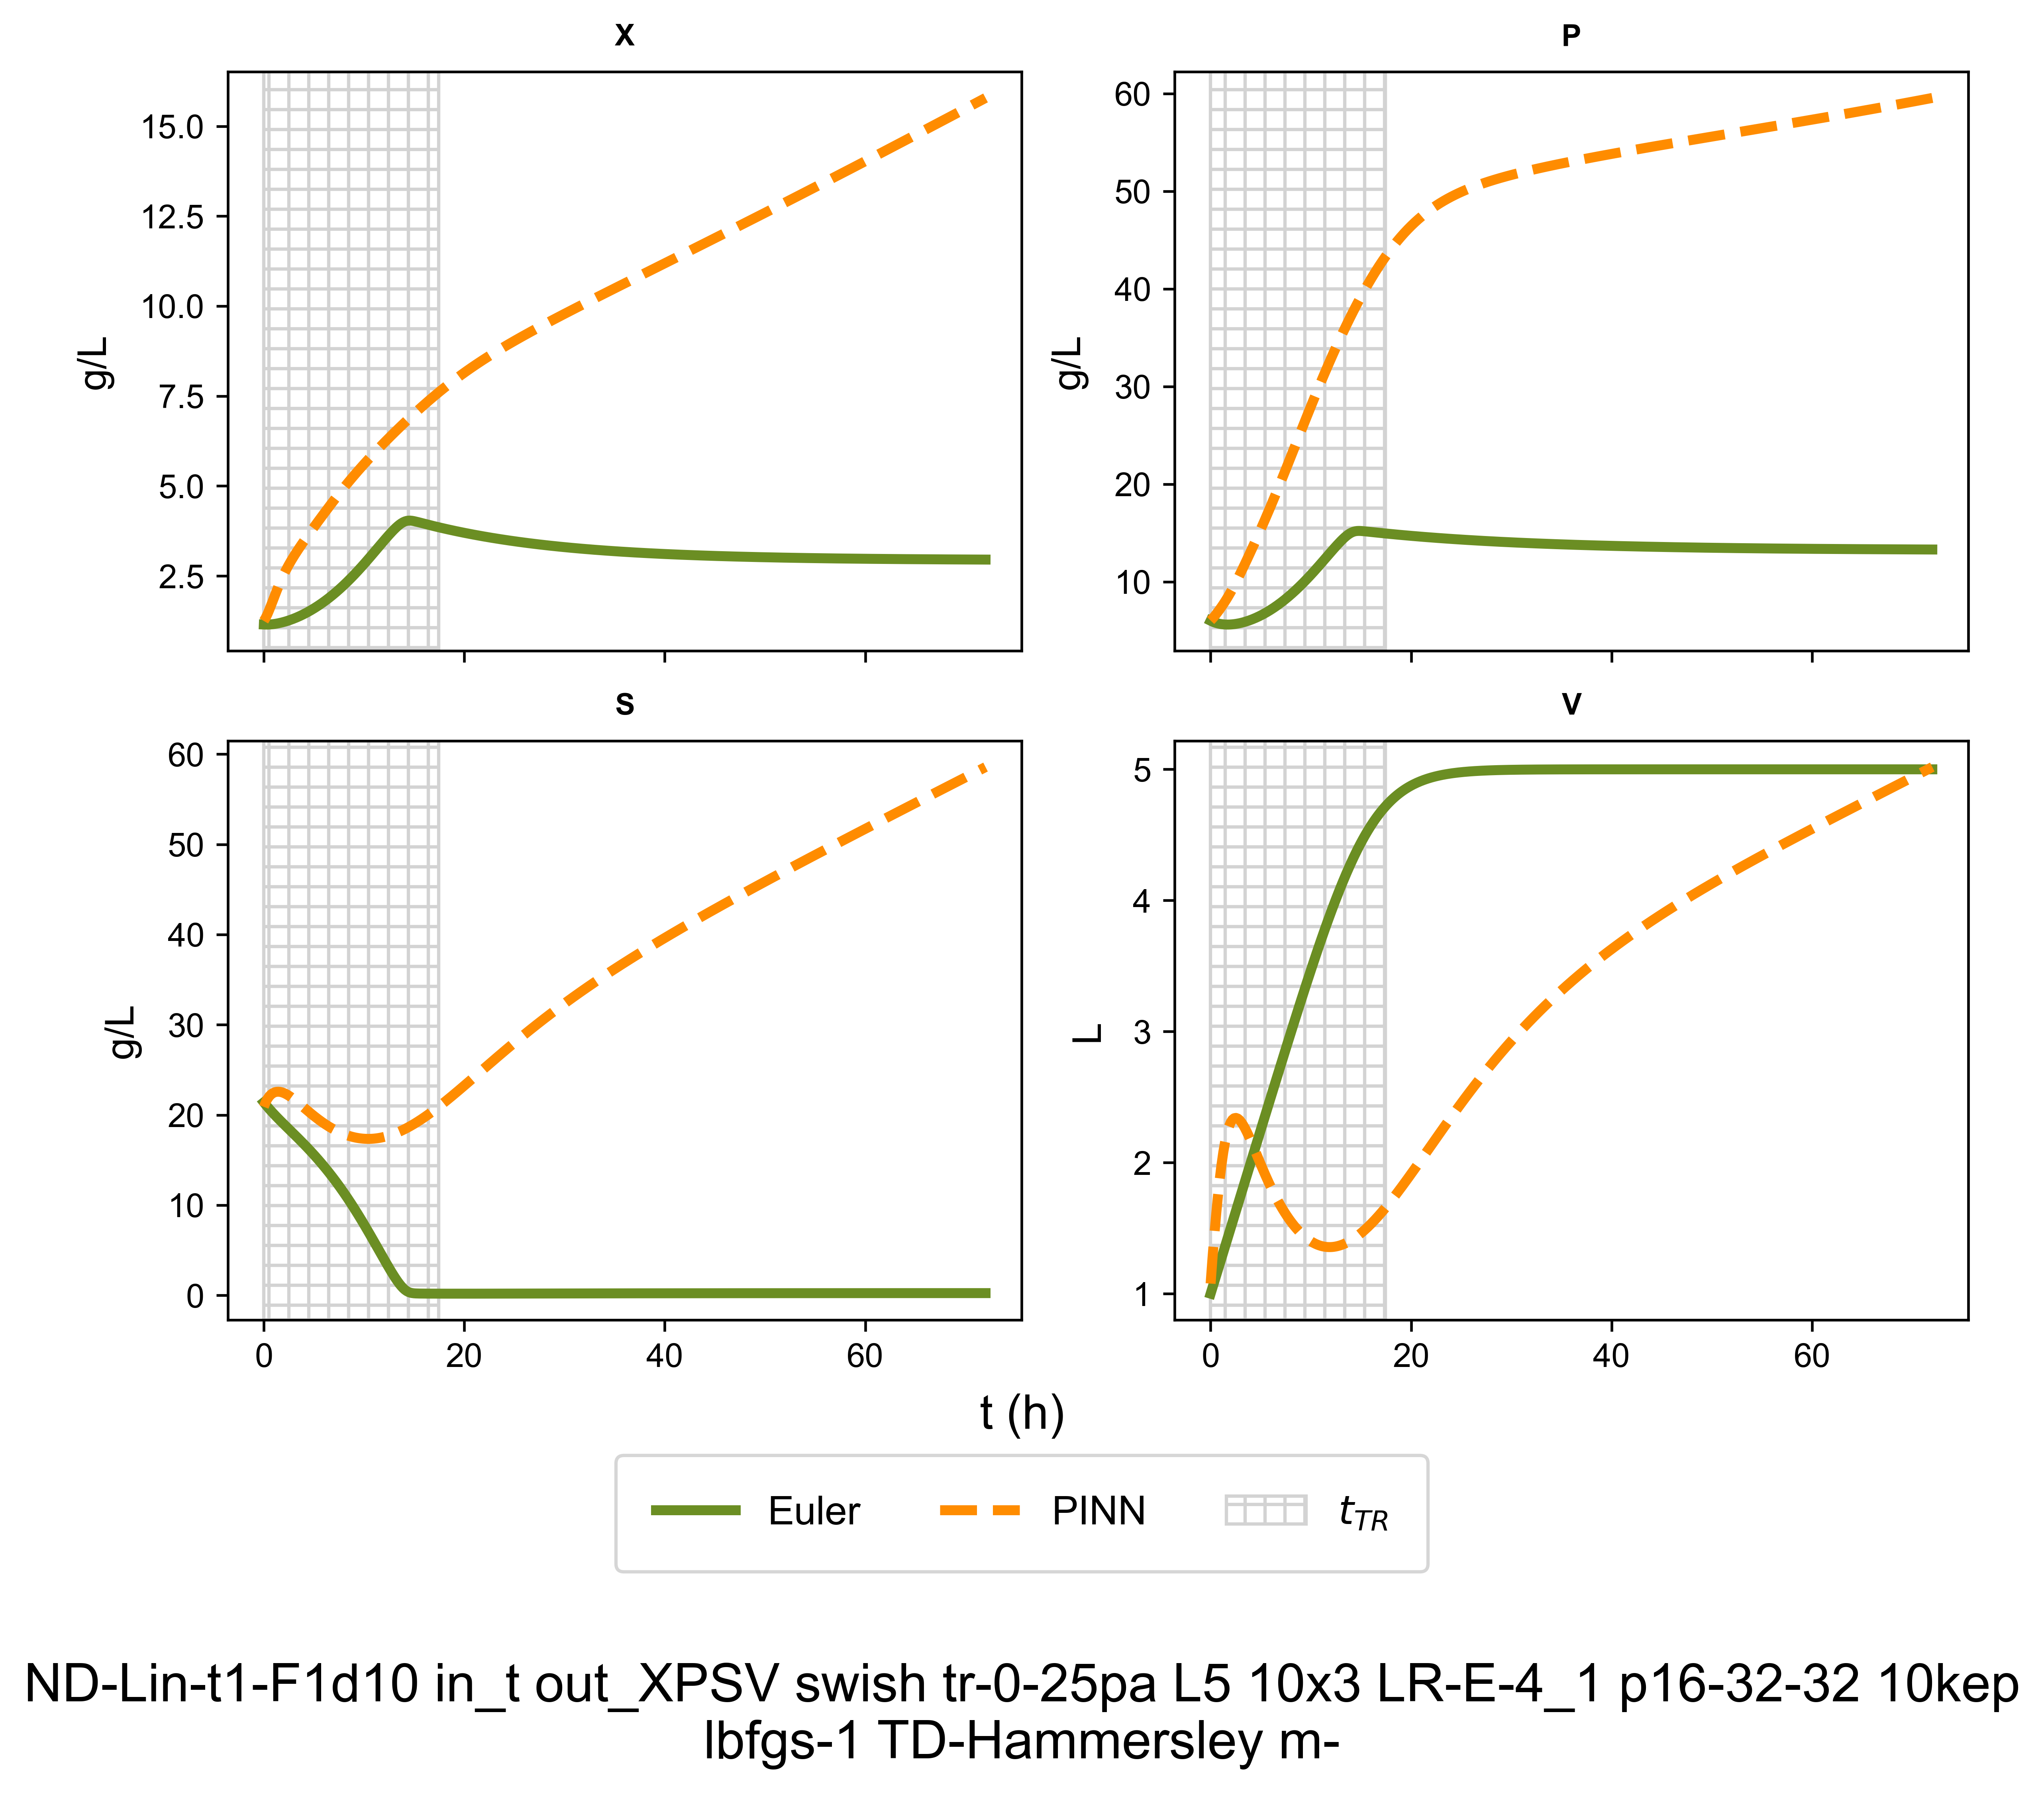 X
P
15.0
12.5
10.0
7.5
5.0
2.5
g/L
60
50
40
30
20
10
g/L
S
V
60
50
40
30
20
10
0
g/L
5
4
3
2
1
L
0 20 40 60
0 20 40 60
t (h)
Euler PINN t_{TR}
ND-Lin-t1-F1d10 in_t out_XPSV swish tr-0-25pa L5 10x3 LR-E-4_1 p16-32-32 10kep
lbfgs-1 TD-Hammersley m-